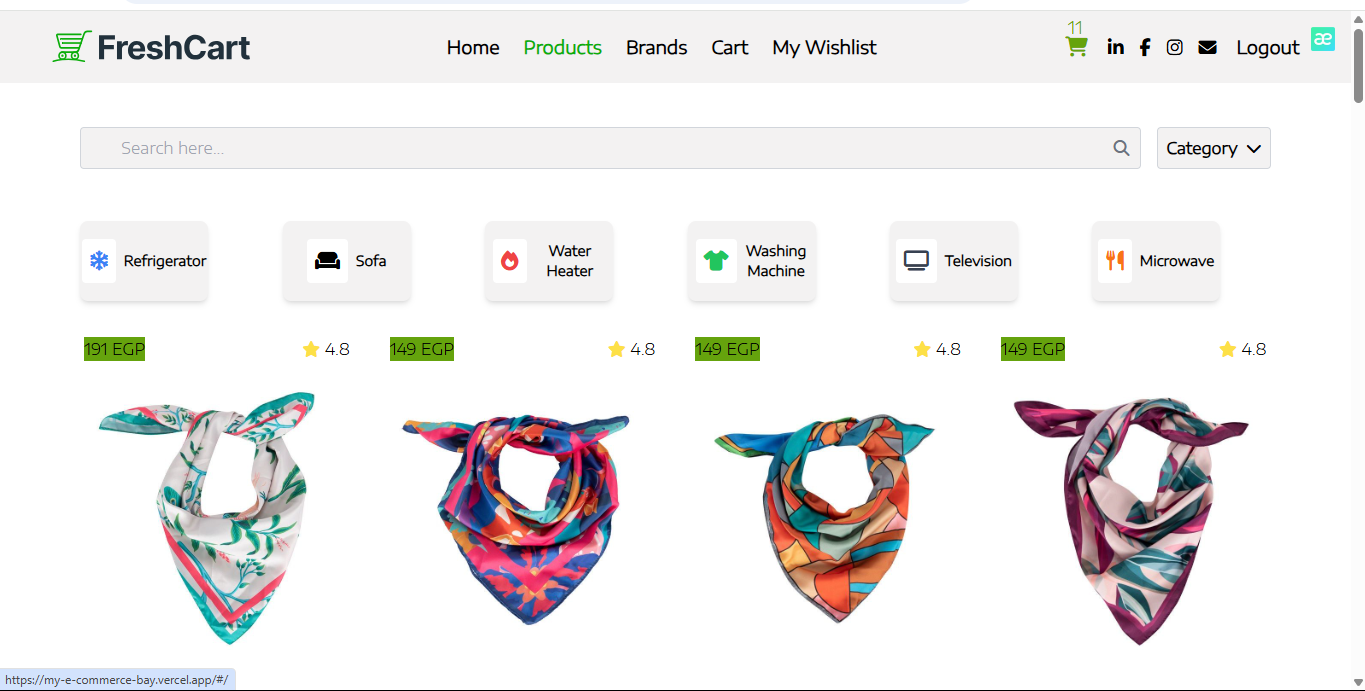 FreshCart
Home Products Brands Cart My Wishlist
11
Logout
æ
Search here...
Category
Refrigerator
Sofa
Water
Heater
Washing
Machine
Television
Microwave
191 EGP 4.8
149 EGP 4.8
149 EGP 4.8
149 EGP 4.8
https://my-e-commerce-bay.vercel.app/#/